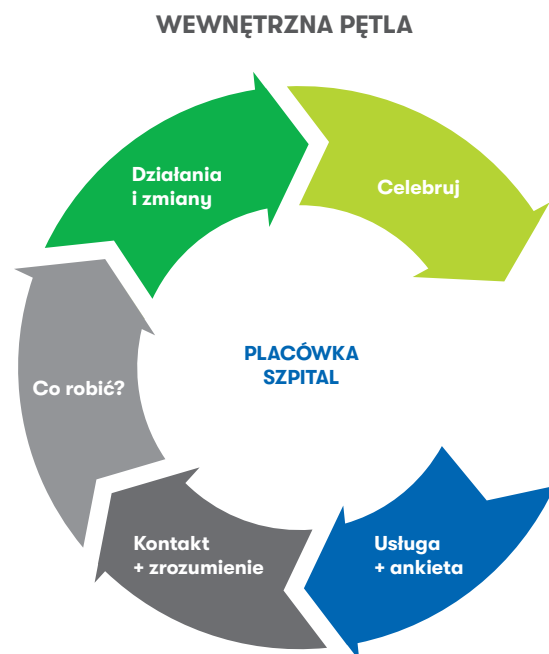 WEWNĘTRZNA PĘTLA
Działania
i zmiany
Celebruj
PLACÓWKA
SZPITAL
Co robić?
Kontakt
+ zrozumienie
Usługa
+ ankieta